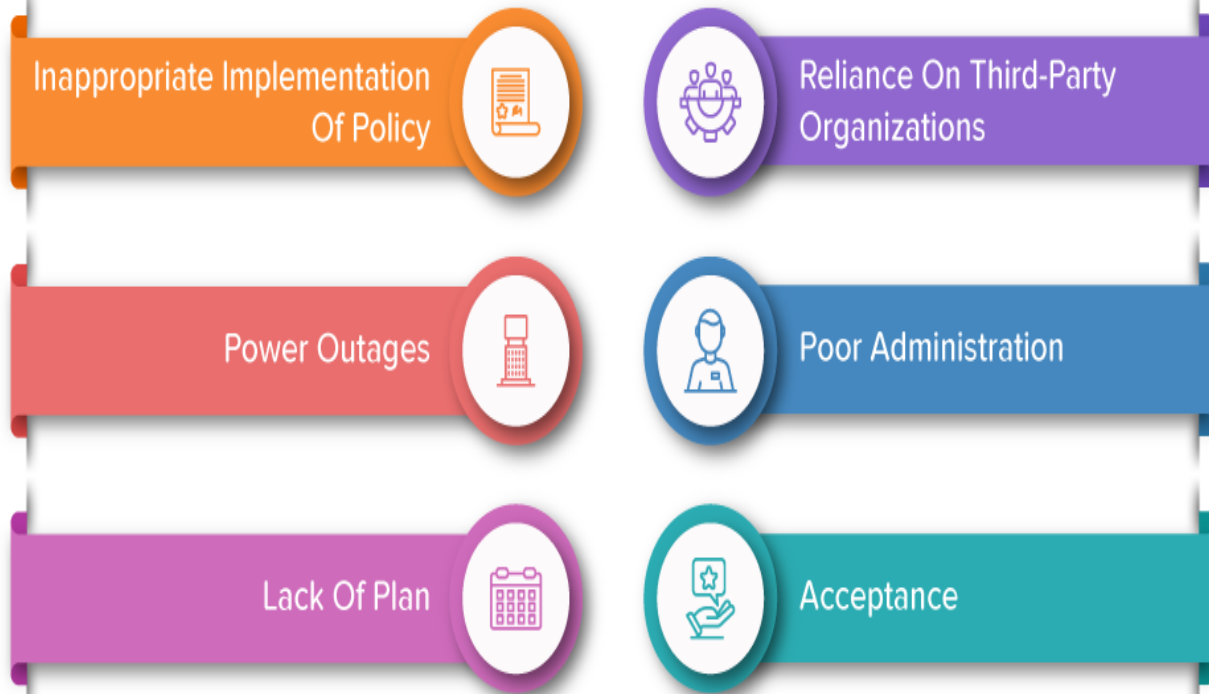 Inappropriate Implementation
Of Policy
Reliance On Third-Party
Organizations
Power Outages
Poor Administration
Lack Of Plan
Acceptance